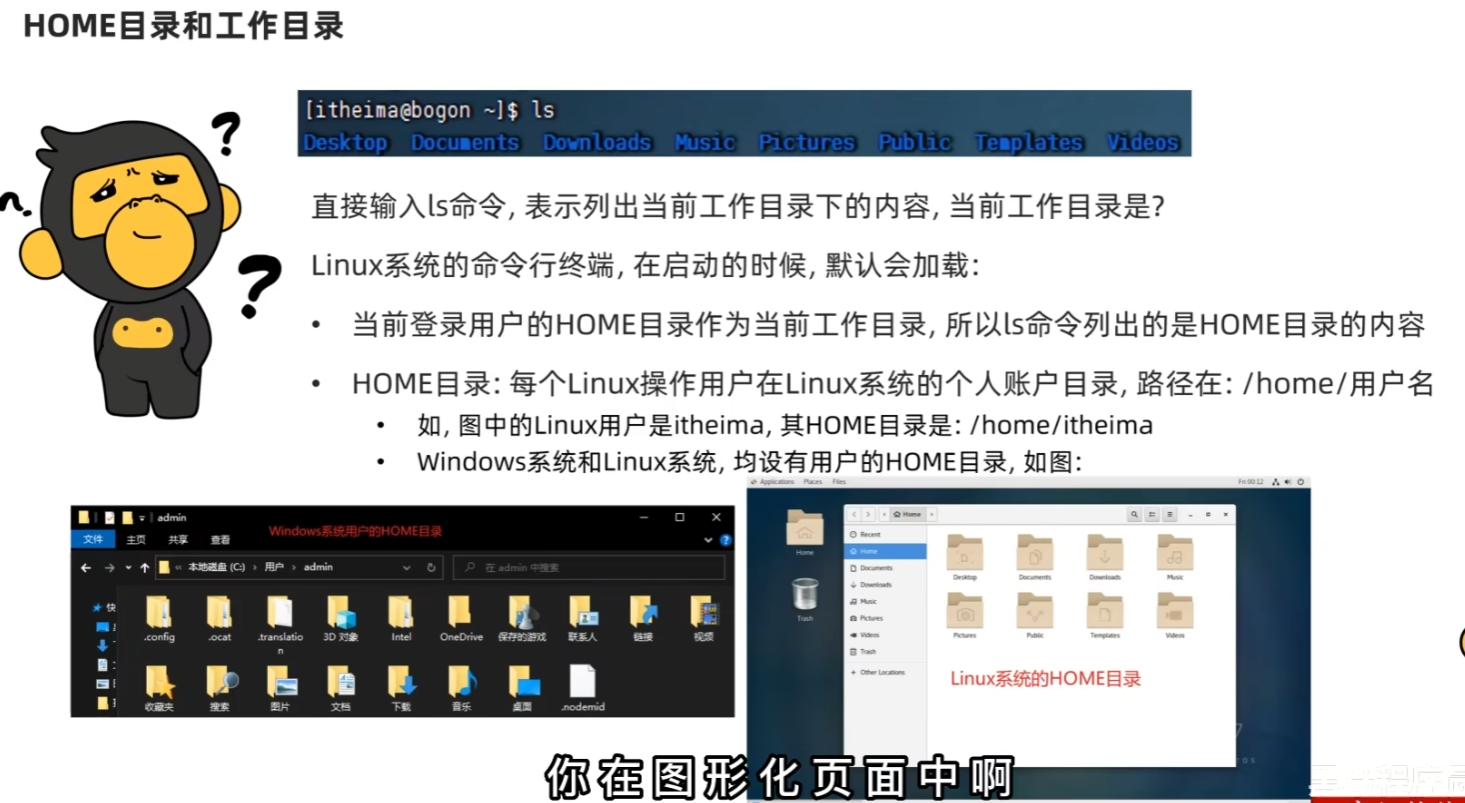 HOME目录和工作目录
[itheima@bogon ~]$ ls
Desktop Documents Downloads Music Pictures Public Templates Videos
直接输入ls命令, 表示列出当前工作目录下的内容, 当前工作目录是?
Linux系统的命令行终端, 在启动的时候, 默认会加载:
• 当前登录用户的HOME目录作为当前工作目录, 所以ls命令列出的是HOME目录的内容
• HOME目录: 每个Linux操作用户在Linux系统的个人账户目录, 路径在: /home/用户名
• 如, 图中的Linux用户是itheima, 其HOME目录是: /home/itheima
• Windows系统和Linux系统, 均设有用户的HOME目录, 如图:
admin
Windows系统用户的HOME目录
文件 主页 共享 查看
本地磁盘 (C:) › 用户 › admin
在 admin 中搜索
快
.config .ocat .translatio
n 3D 对象 Intel OneDrive 保存的游戏 联系人 链接 视频
收藏夹 搜索 图片 文档 下载 音乐 桌面 .nodemid
Applications Places Files Fri 00:12
Home
Trash
Home
Recent
Home
Documents
Downloads
Music
Pictures
Videos
Trash
+ Other Locations
Desktop Documents Downloads Music
Pictures Public Templates Videos
Linux系统的HOME目录
你在图形化页面中啊